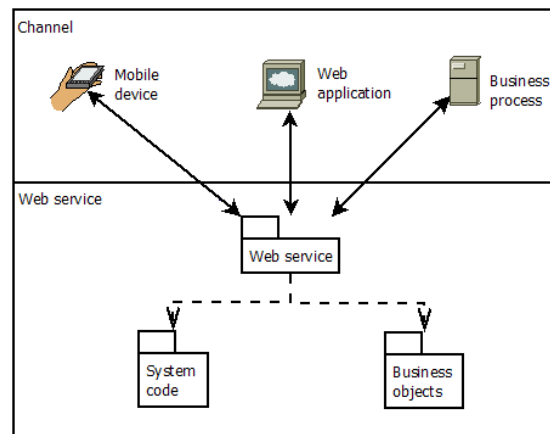 Channel
Mobile
device
Web
application
Business
process
Web service
Web service
System
code
Business
objects